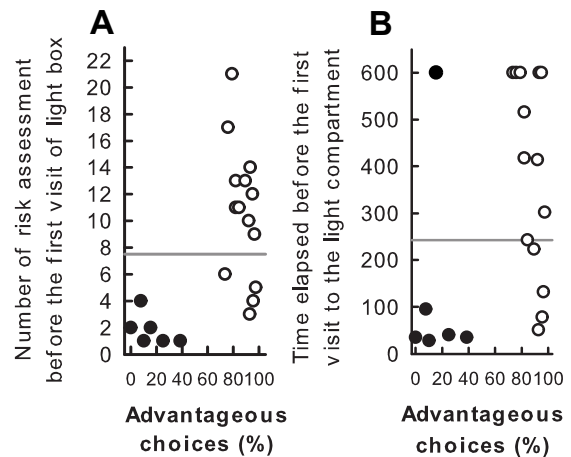 A
B
Number of risk assessment
before the first visit of light box
22
20
18
16
14
12
10
8
6
4
2
0
0 20 40 60 80100
Advantageous
choices (%)
Time elapsed before the first
visit to the light compartment
600
500
400
300
200
100
0
0 20 40 60 80 100
Advantageous
choices (%)